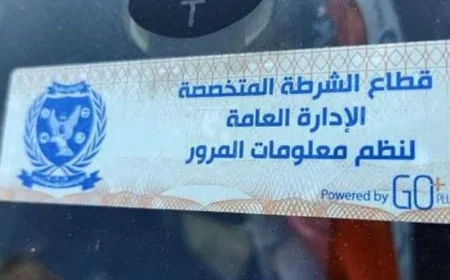 قطاع الشرطة المتخصصة
الإدارة العامة
لنظم معلومات المرور
Powered by GO+